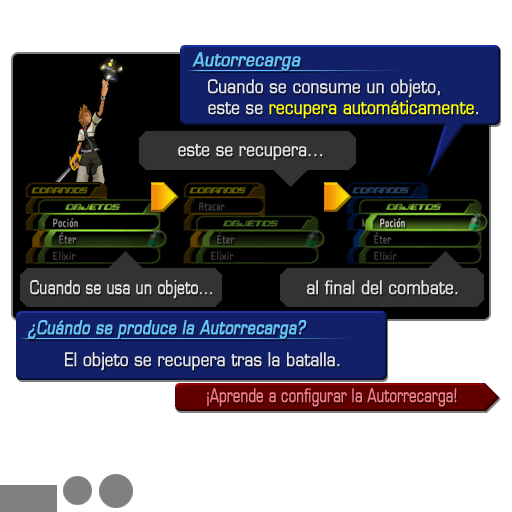 Autorrecarga
Cuando se consume un objeto,
este se recupera automáticamente.
este se recupera...
COMANDOS
OBJETOS
Poción
Éter
Elixir
COMANDOS
Atacar
OBJETOS
Éter
Elixir
COMANDOS
OBJETOS
Poción
Éter
Elixir
Cuando se usa un objeto...
al final del combate.
¿Cuándo se produce la Autorrecarga?
El objeto se recupera tras la batalla.
¡Aprende a configurar la Autorrecarga!